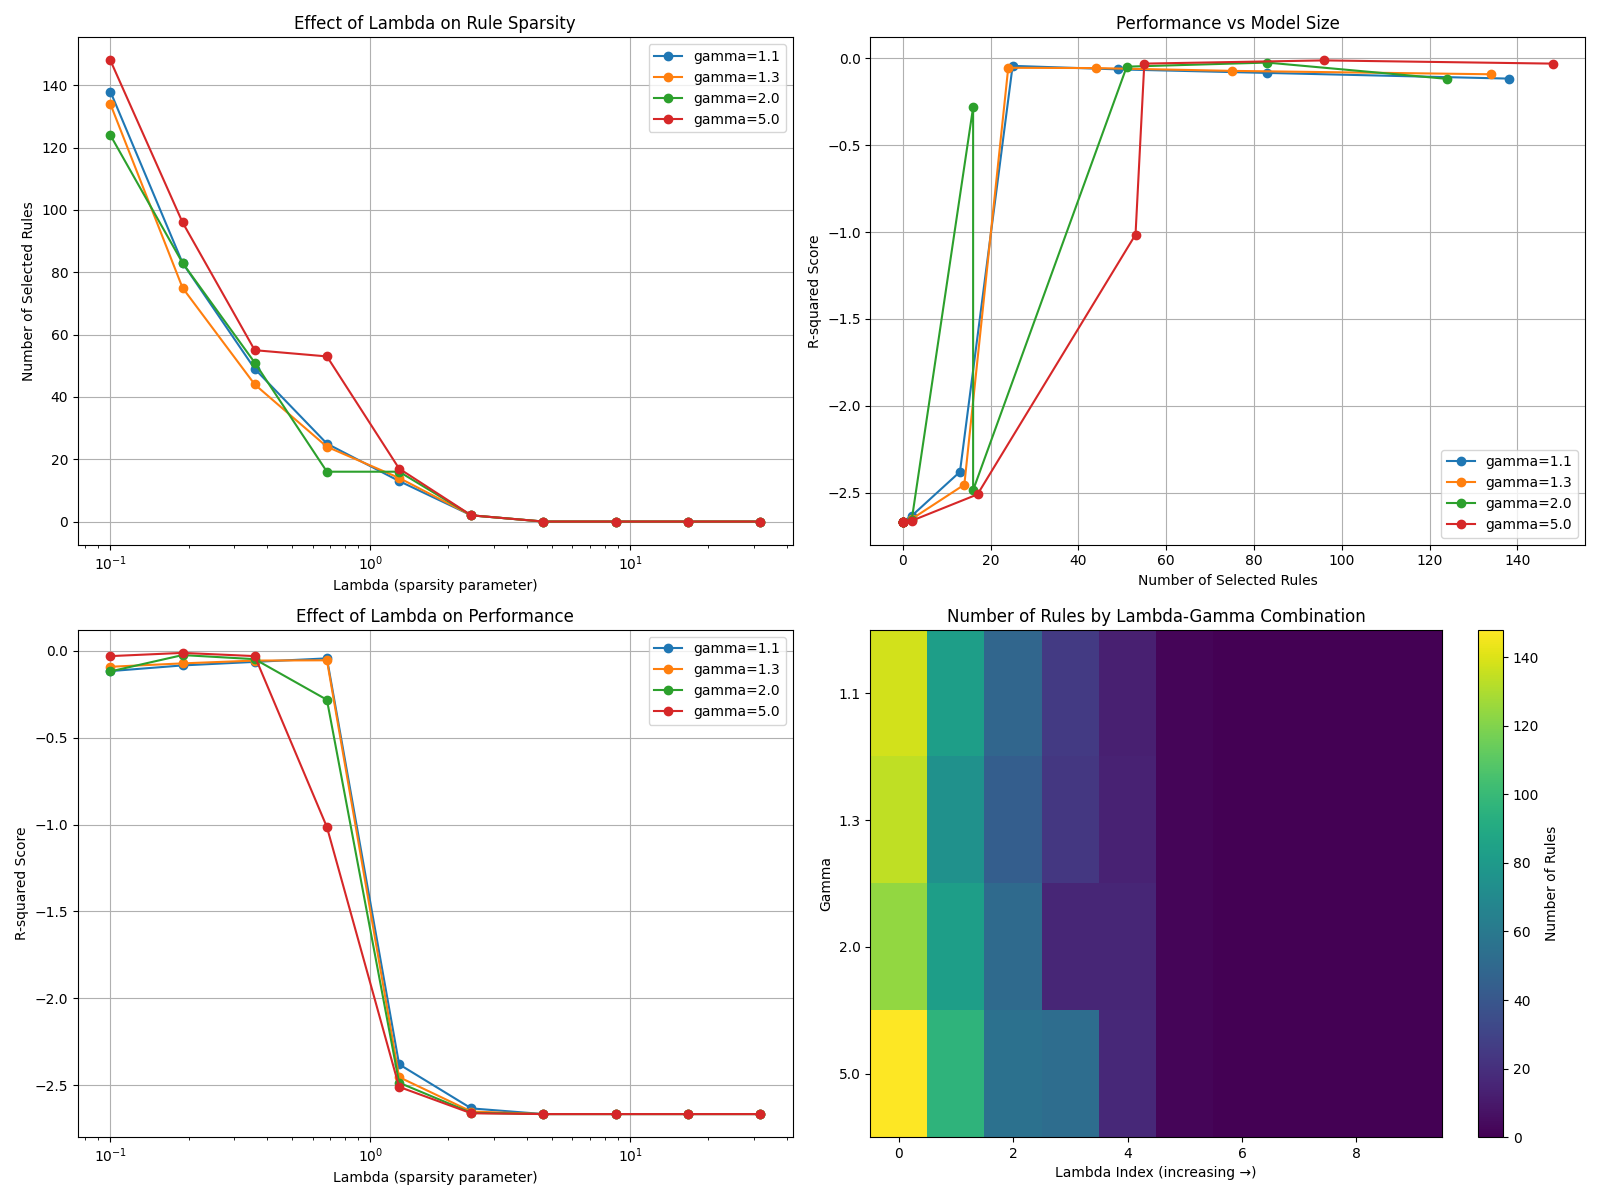 Effect of Lambda on Rule Sparsity
Number of Selected Rules
140
120
100
80
60
40
20
0
gamma=1.1
gamma=1.3
gamma=2.0
gamma=5.0
10⁻¹ 10⁰ 10¹
Lambda (sparsity parameter)
Performance vs Model Size
R-squared Score
0.0
−0.5
−1.0
−1.5
−2.0
−2.5
gamma=1.1
gamma=1.3
gamma=2.0
gamma=5.0
0 20 40 60 80 100 120 140
Number of Selected Rules
Effect of Lambda on Performance
R-squared Score
0.0
−0.5
−1.0
−1.5
−2.0
−2.5
gamma=1.1
gamma=1.3
gamma=2.0
gamma=5.0
10⁻¹ 10⁰ 10¹
Lambda (sparsity parameter)
Number of Rules by Lambda-Gamma Combination
Gamma
1.1
1.3
2.0
5.0
0 2 4 6 8
Lambda Index (increasing →)
140
120
100
80
60
40
20
0
Number of Rules